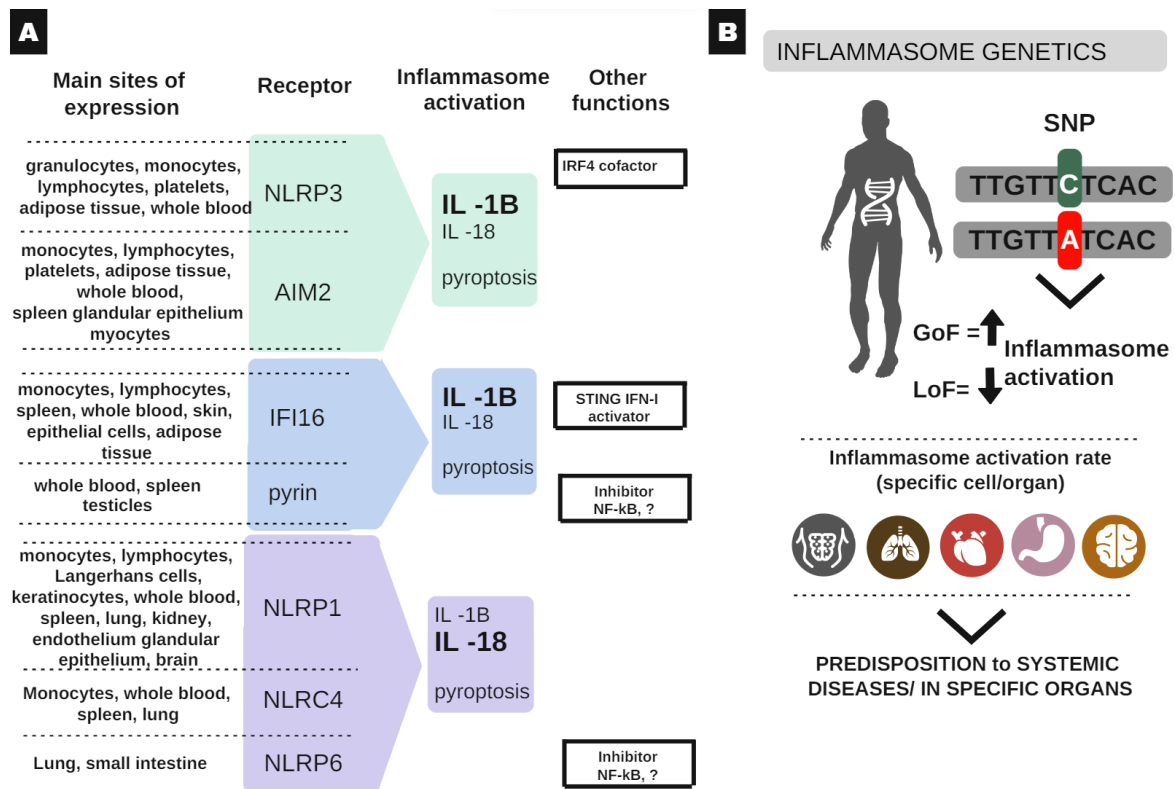 A
Main sites of
expression
Receptor
Inflammasome
activation
Other
functions
granulocytes, monocytes,
lymphocytes, platelets,
adipose tissue, whole blood
NLRP3
IRF4 cofactor
monocytes, lymphocytes,
platelets, adipose tissue,
whole blood,
spleen glandular epithelium
myocytes
AIM2
IL -1B
IL -18
pyroptosis
monocytes, lymphocytes,
spleen, whole blood, skin,
epithelial cells, adipose
tissue
IFI16
STING IFN-I
activator
whole blood, spleen
testicles
pyrin
IL -1B
IL -18
pyroptosis
Inhibitor
NF-kB, ?
monocytes, lymphocytes,
Langerhans cells,
keratinocytes, whole blood,
spleen, lung, kidney,
endothelium glandular
epithelium, brain
NLRP1
Monocytes, whole blood,
spleen, lung
NLRC4
IL -1B
IL -18
pyroptosis
Lung, small intestine
NLRP6
Inhibitor
NF-kB, ?
B
INFLAMMASOME GENETICS
SNP
TTGTTCTCAC
TTGTTATCAC
GoF =
LoF=
Inflammasome
activation
Inflammasome activation rate
(specific cell/organ)
PREDISPOSITION to SYSTEMIC
DISEASES/ IN SPECIFIC ORGANS